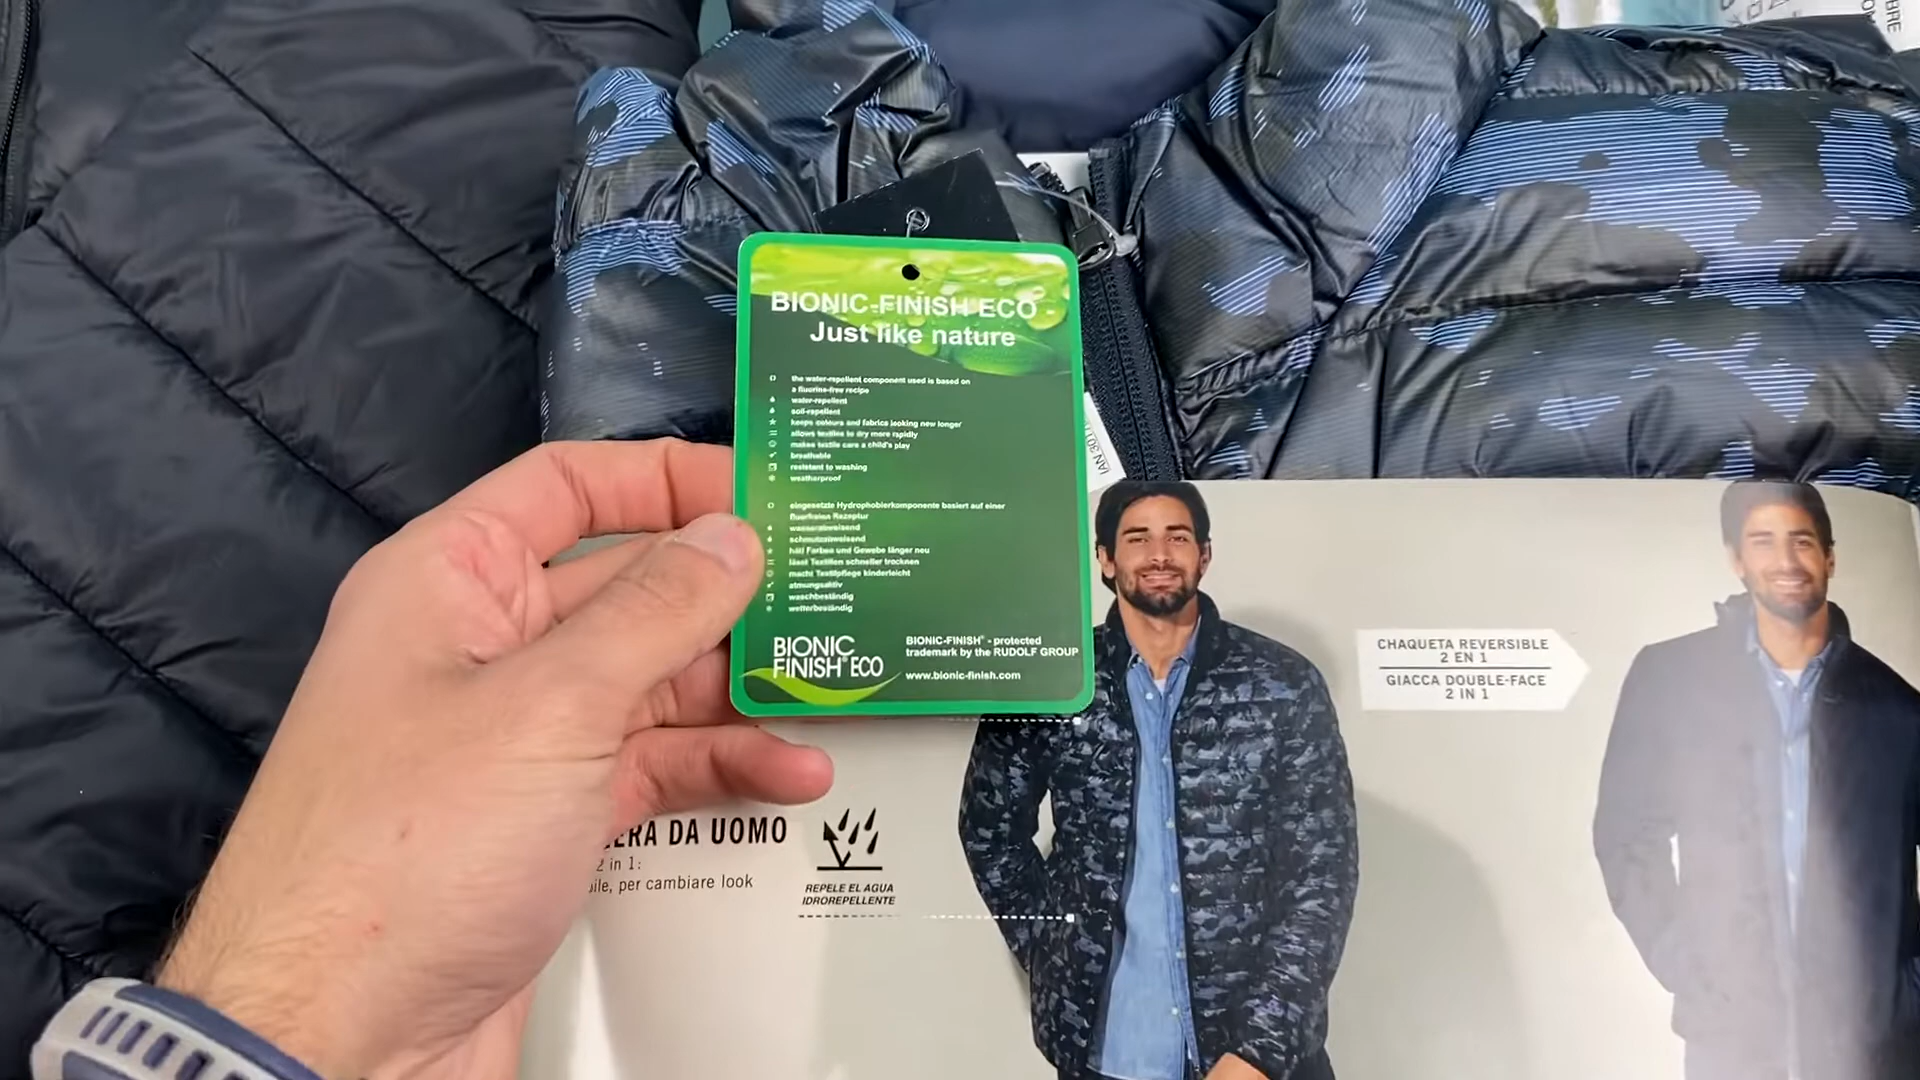 BIONIC-FINISH ECO -
Just like nature
the water-repellent component used is based on
a fluorine-free recipe
water-repellent
soil-repellent
keeps colours and fabrics looking new longer
allows textiles to dry more rapidly
makes textile care a child's play
breathable
resistant to washing
weatherproof
eingesetzte Hydrophobierkomponente basiert auf einer
fluorfreien Rezeptur
wasserabweisend
schmutzabweisend
hält Farben und Gewebe länger neu
lässt Textilien schneller trocknen
macht Textilpflege kinderleicht
atmungsaktiv
waschbeständig
wetterbeständig
BIONIC
FINISH® ECO
BIONIC-FINISH® - protected
trademark by the RUDOLF GROUP
www.bionic-finish.com
IAN 301
CHAQUETA REVERSIBLE
2 EN 1
GIACCA DOUBLE-FACE
2 IN 1
ERA DA UOMO
2 in 1:
ile, per cambiare look
REPELE EL AGUA
IDROREPELLENTE